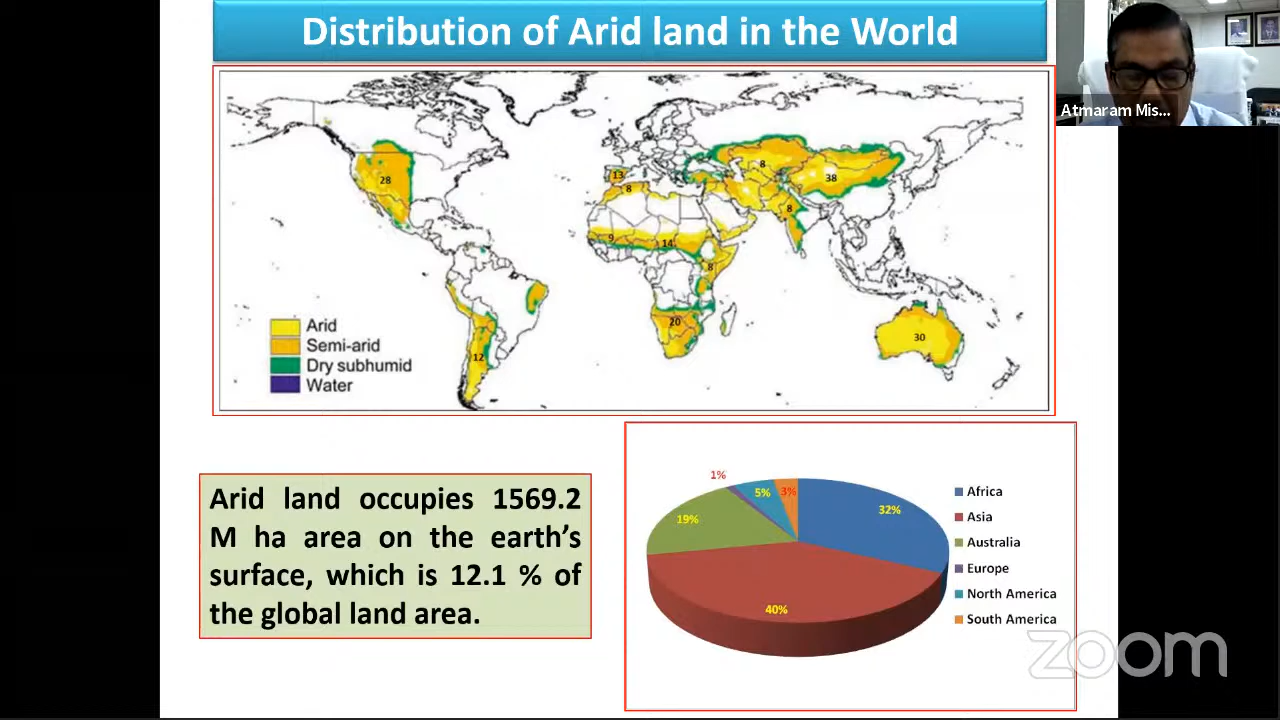 Distribution of Arid land in the World
Atmaram Mis...
28
13
8
8
38
8
9
14
8
20
30
12
Arid
Semi-arid
Dry subhumid
Water
Arid land occupies 1569.2
M ha area on the earth's
surface, which is 12.1 % of
the global land area.
1%
5%
3%
19%
32%
40%
Africa
Asia
Australia
Europe
North America
South America
zoom